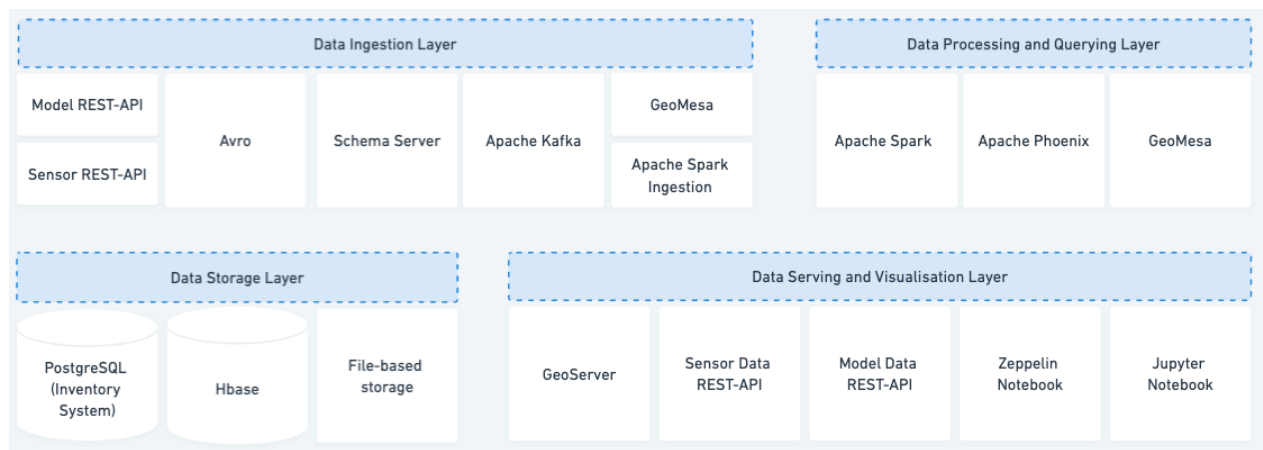 Data Ingestion Layer
Model REST-API
Sensor REST-API
Avro
Schema Server
Apache Kafka
GeoMesa
Apache Spark
Ingestion
Data Processing and Querying Layer
Apache Spark
Apache Phoenix
GeoMesa
Data Storage Layer
PostgreSQL
(Inventory
System)
Hbase
File-based
storage
Data Serving and Visualisation Layer
GeoServer
Sensor Data
REST-API
Model Data
REST-API
Zeppelin
Notebook
Jupyter
Notebook